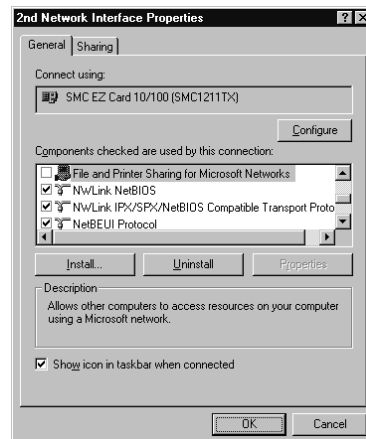 2nd Network Interface Properties
General Sharing
Connect using:
SMC EZ Card 10/100 (SMC1211TX)
Configure
Components checked are used by this connection:
File and Printer Sharing for Microsoft Networks
NWLink NetBIOS
NWLink IPX/SPX/NetBIOS Compatible Transport Proto
NetBEUI Protocol
Install... Uninstall Properties
Description
Allows other computers to access resources on your computer
using a Microsoft network.
Show icon in taskbar when connected
OK Cancel